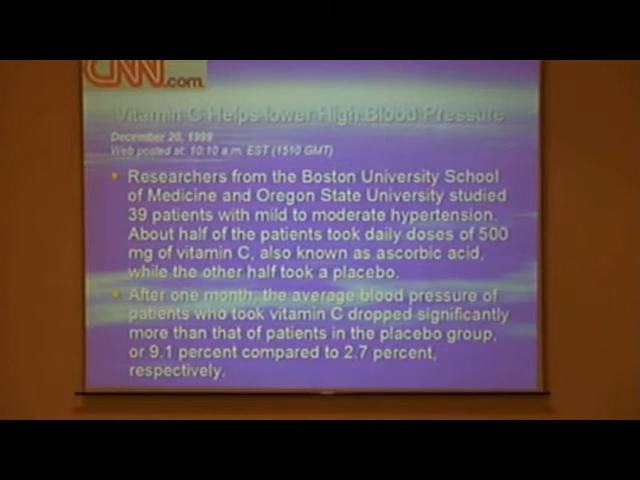 CNN.com.
Vitamin C Helps lower High Blood Pressure
December 20, 1999
Web posted at: 10:10 a.m. EST (1510 GMT)
Researchers from the Boston University School
of Medicine and Oregon State University studied
39 patients with mild to moderate hypertension.
About half of the patients took daily doses of 500
mg of vitamin C, also known as ascorbic acid,
while the other half took a placebo.
After one month, the average blood pressure of
patients who took vitamin C dropped significantly
more than that of patients in the placebo group,
or 9.1 percent compared to 2.7 percent,
respectively.